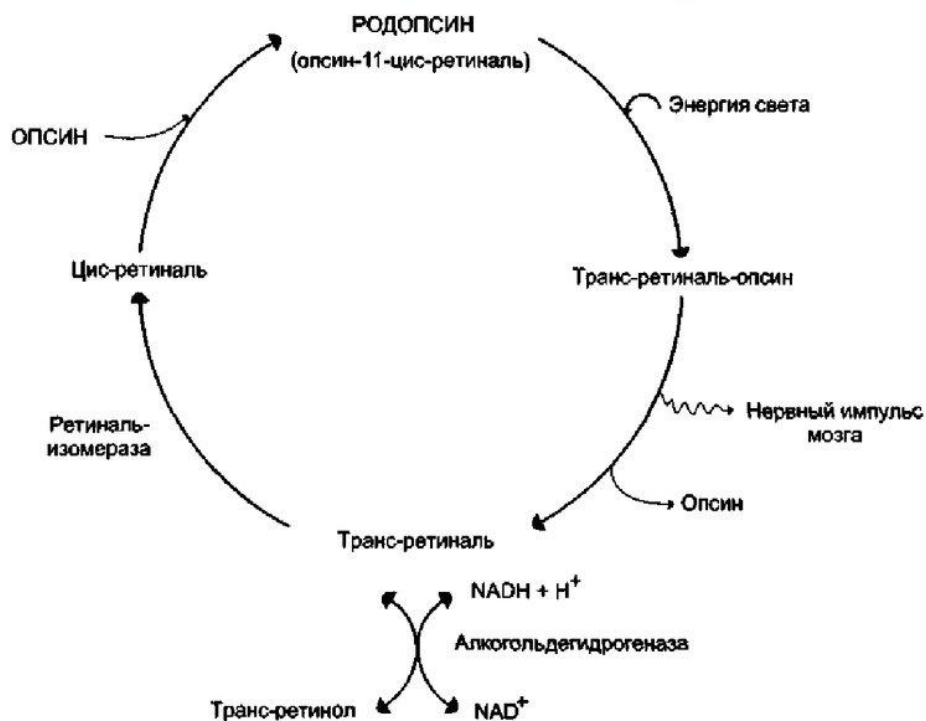 РОДОПСИН
(опсин-11-цис-ретиналь)
Энергия света
ОПСИН
Цис-ретиналь
Транс-ретиналь-опсин
Ретиналь-
изомераза
Нервный импульс
мозга
Опсин
Транс-ретиналь
NADH + H⁺
Алкогольдегидрогеназа
Транс-ретинол
NAD⁺